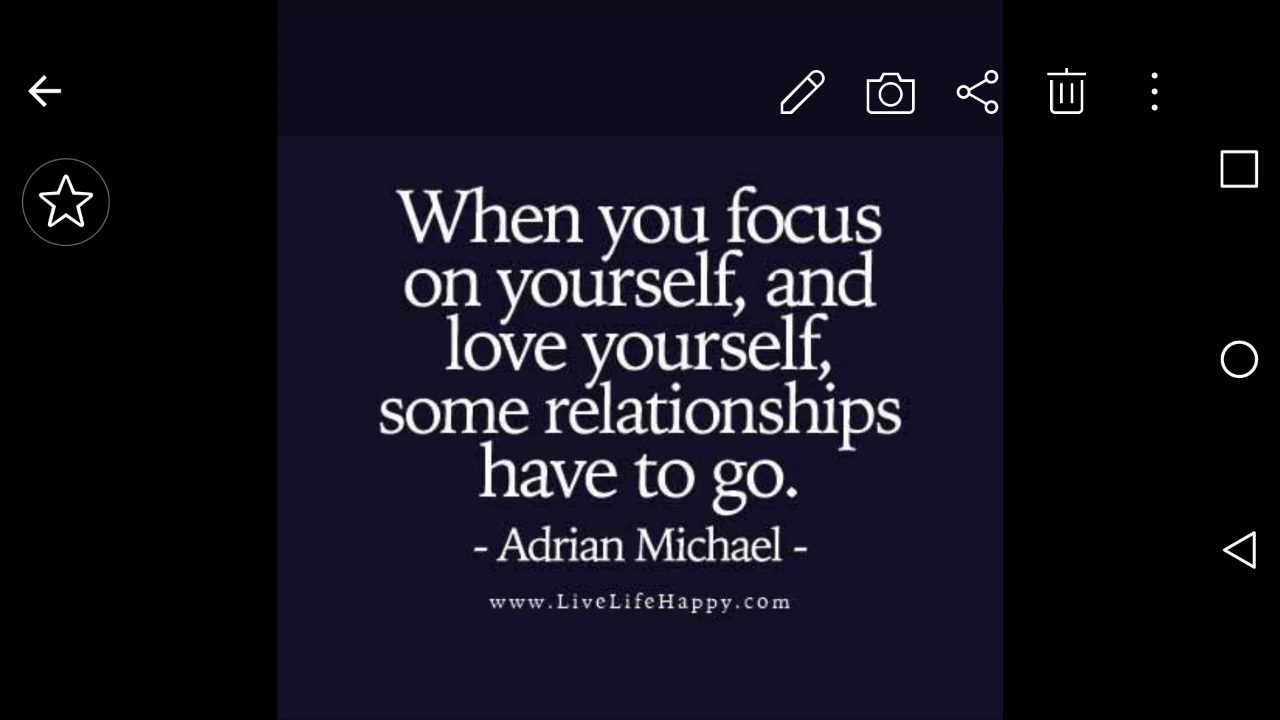 When you focus
on yourself, and
love yourself,
some relationships
have to go.
- Adrian Michael -
www.LiveLifeHappy.com